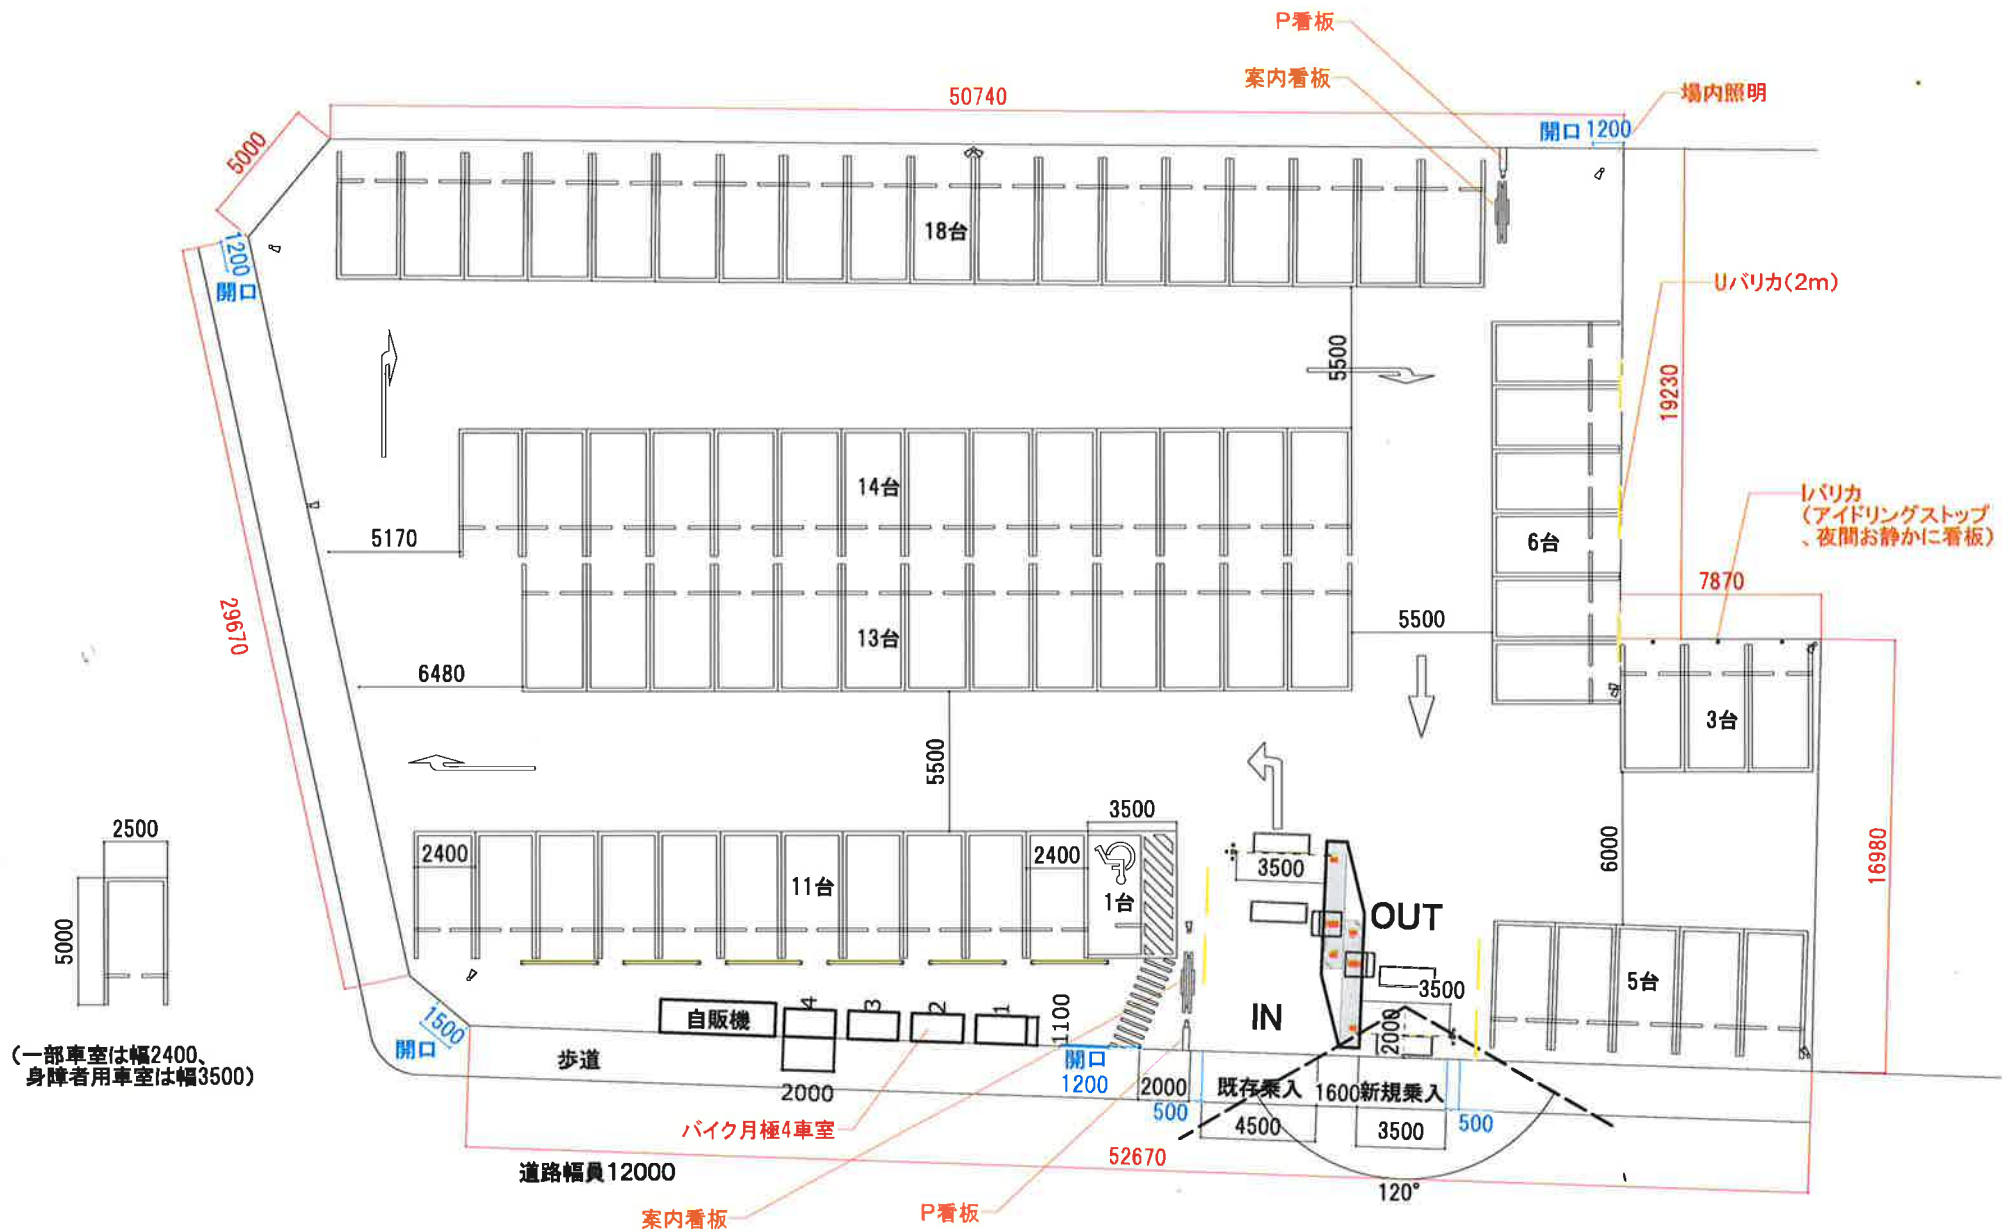 P看板
案内看板
場内照明
50740
開口 1200
5000
1200
開口
18台
Uバリカ(2m)
5500
19230
14台
Iバリカ
(アイドリングストップ
、夜間お静かに看板)
5170
6台
7870
29670
13台
5500
6480
3台
5500
3500
2500
6000
16980
2400
2400
3500
11台
1台
OUT
5000
5台
3500
自販機
4
3
2
1
1100
IN
2000
1500
開口
歩道
開口
1200
(一部車室は幅2400、
身障者用車室は幅3500)
2000
2000
既存乗入
1600
新規乗入
500
500
4500
3500
バイク月極4車室
52670
道路幅員12000
120°
案内看板
P看板